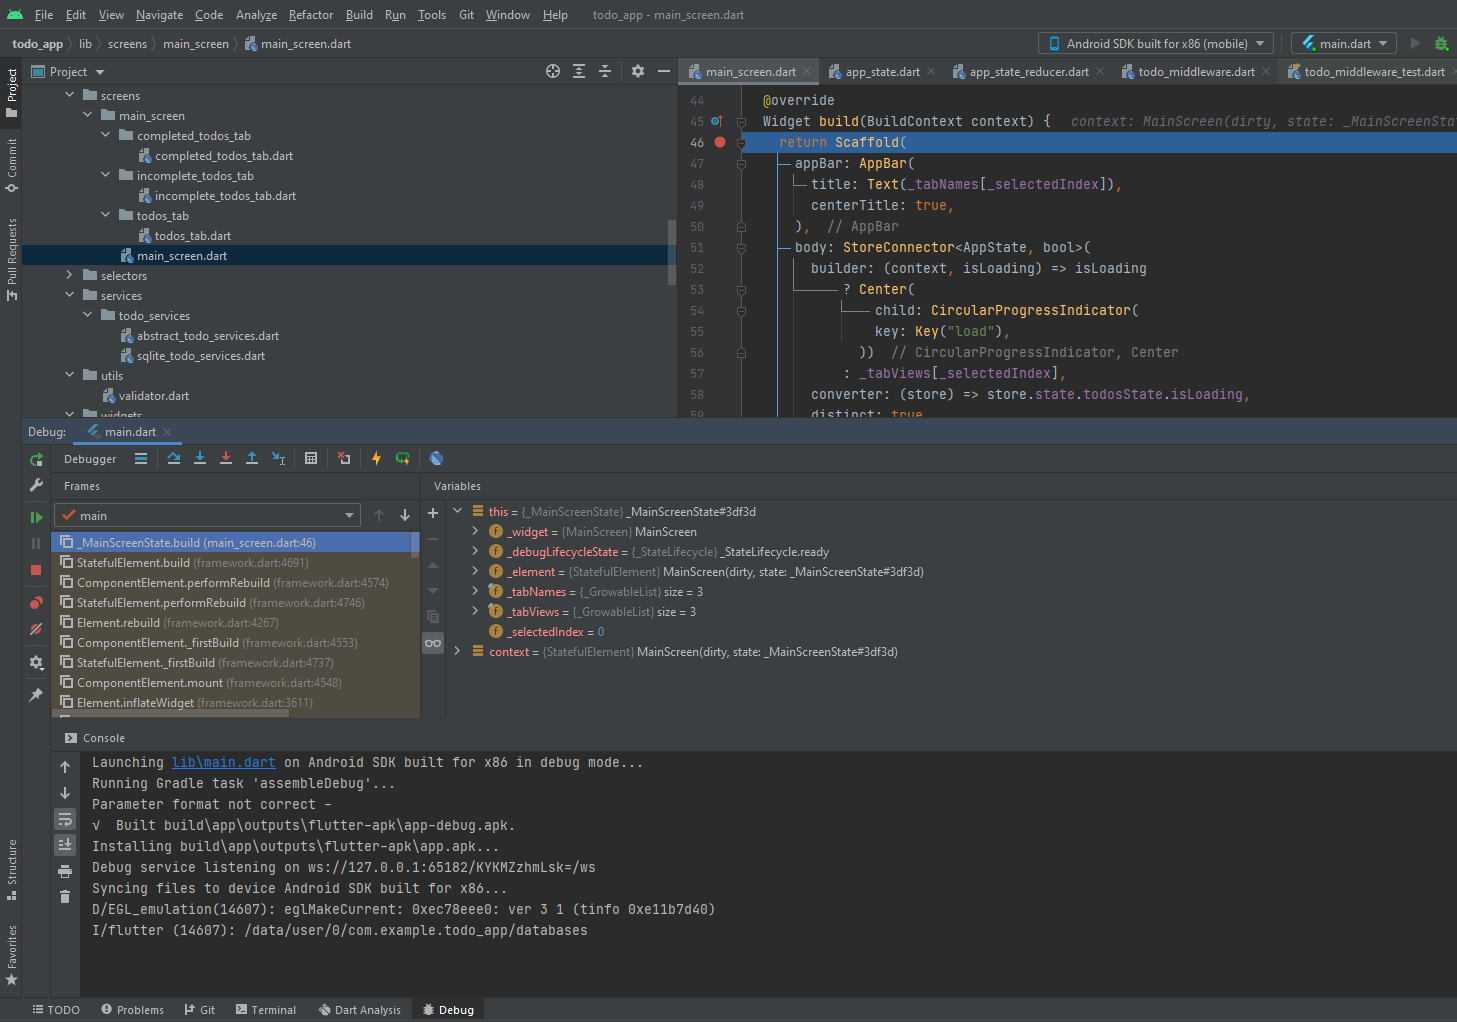 File Edit View Navigate Code Analyze Refactor Build Run Tools Git Window Help todo_app - main_screen.dart
todo_app lib screens main_screen main_screen.dart Android SDK built for x86 (mobile) main.dart
Project
Commit
Pull Requests
Structure
Favorites
Project
screens
main_screen
completed_todos_tab
completed_todos_tab.dart
incomplete_todos_tab
incomplete_todos_tab.dart
todos_tab
todos_tab.dart
main_screen.dart
selectors
services
todo_services
abstract_todo_services.dart
sqlite_todo_services.dart
utils
validator.dart
widgets
main_screen.dart app_state.dart app_state_reducer.dart todo_middleware.dart todo_middleware_test.dart
44 @override
45 Widget build(BuildContext context) { context: MainScreen(dirty, state: _MainScreenSta
46 return Scaffold(
47 appBar: AppBar(
48 title: Text(_tabNames[_selectedIndex]),
49 centerTitle: true,
50 ), // AppBar
51 body: StoreConnector<AppState, bool>(
52 builder: (context, isLoading) => isLoading
53 ? Center(
54 child: CircularProgressIndicator(
55 key: Key("load"),
56 )) // CircularProgressIndicator, Center
57 : _tabViews[_selectedIndex],
58 converter: (store) => store.state.todosState.isLoading,
59 distinct: true
Debug: main.dart
Debugger
Frames
main
_MainScreenState.build (main_screen.dart:46)
StatefulElement.build (framework.dart:4691)
ComponentElement.performRebuild (framework.dart:4574)
StatefulElement.performRebuild (framework.dart:4746)
Element.rebuild (framework.dart:4267)
ComponentElement._firstBuild (framework.dart:4553)
StatefulElement._firstBuild (framework.dart:4737)
ComponentElement.mount (framework.dart:4548)
Element.inflateWidget (framework.dart:3611)
Variables
this = {_MainScreenState} _MainScreenState#3df3d
_widget = {MainScreen} MainScreen
_debugLifecycleState = {_StateLifecycle} _StateLifecycle.ready
_element = {StatefulElement} MainScreen(dirty, state: _MainScreenState#3df3d)
_tabNames = {_GrowableList} size = 3
_tabViews = {_GrowableList} size = 3
_selectedIndex = 0
context = {StatefulElement} MainScreen(dirty, state: _MainScreenState#3df3d)
Console
Launching lib\main.dart on Android SDK built for x86 in debug mode...
Running Gradle task 'assembleDebug'...
Parameter format not correct -
√ Built build\app\outputs\flutter-apk\app-debug.apk.
Installing build\app\outputs\flutter-apk\app.apk...
Debug service listening on ws://127.0.0.1:65182/KYKMZzhmLsk=/ws
Syncing files to device Android SDK built for x86...
D/EGL_emulation(14607): eglMakeCurrent: 0xec78eee0: ver 3 1 (tinfo 0xe11b7d40)
I/flutter (14607): /data/user/0/com.example.todo_app/databases
TODO Problems Git Terminal Dart Analysis Debug